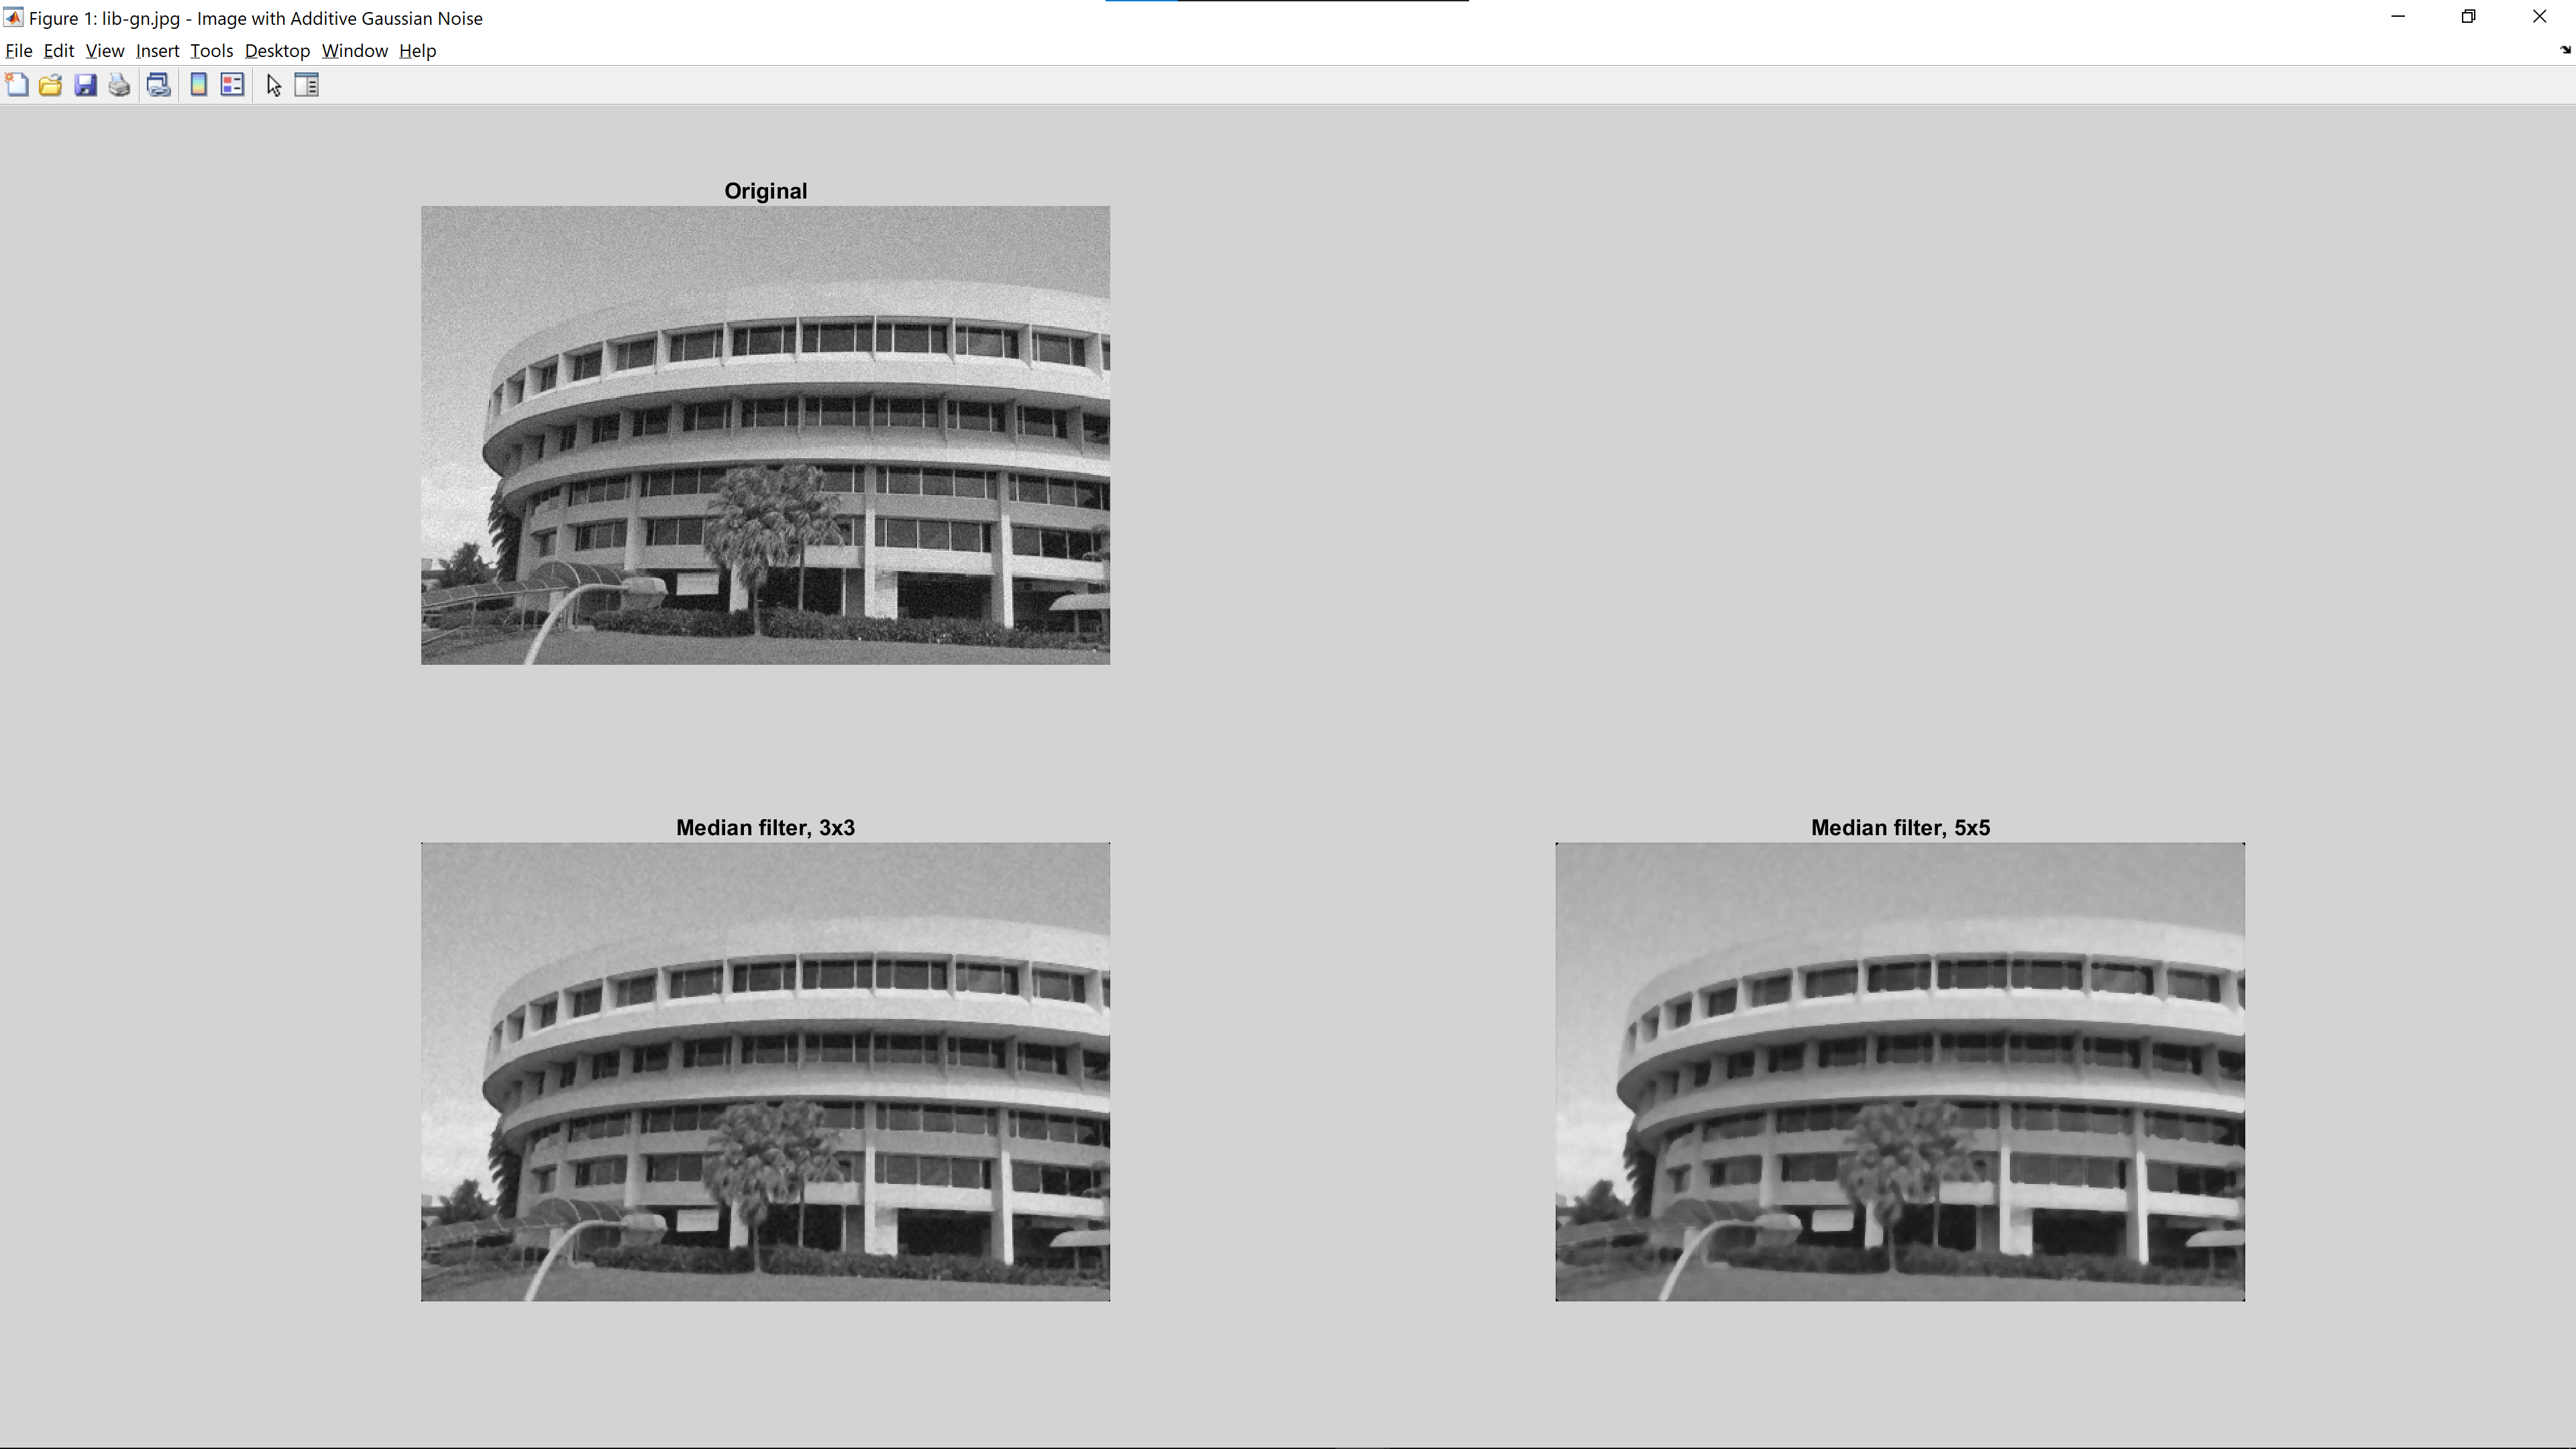 Figure 1: lib-gn.jpg - Image with Additive Gaussian Noise
File Edit View Insert Tools Desktop Window Help
Original
Median filter, 3x3
Median filter, 5x5